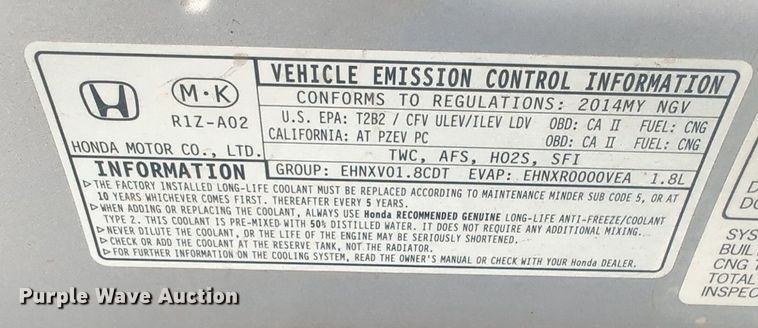 M·K
R1Z-A02
HONDA MOTOR CO., LTD.
VEHICLE EMISSION CONTROL INFORMATION
CONFORMS TO REGULATIONS: 2014MY NGV
U.S. EPA: T2B2 / CFV ULEV/ILEV LDV OBD: CA II FUEL: CNG
CALIFORNIA: AT PZEV PC OBD: CA II FUEL: CNG
TWC, AFS, HO2S, SFI
GROUP: EHNXV01.8CDT EVAP: EHNXR0000VEA 1.8L
INFORMATION
▷THE FACTORY INSTALLED LONG-LIFE COOLANT MUST BE REPLACED ACCORDING TO MAINTENANCE MINDER SUB CODE 5, OR AT
10 YEARS WHICHEVER COMES FIRST. THEREAFTER EVERY 5 YEARS.
▷WHEN ADDING OR REPLACING THE COOLANT, ALWAYS USE Honda RECOMMENDED GENUINE LONG-LIFE ANTI-FREEZE/COOLANT
TYPE 2. THIS COOLANT IS PRE-MIXED WITH 50% DISTILLED WATER. IT DOES NOT REQUIRE ANY ADDITIONAL MIXING.
▷NEVER DILUTE THE COOLANT, OR THE LIFE OF THE ENGINE MAY BE SERIOUSLY SHORTENED.
▷CHECK OR ADD THE COOLANT AT THE RESERVE TANK, NOT THE RADIATOR.
▷FOR FURTHER INFORMATION ON THE COOLING SYSTEM, READ THE OWNER'S MANUAL OR CHECK WITH YOUR Honda DEALER.
SYS
BUIL
CNG T
TOTAL
INSPEC
Purple Wave Auction